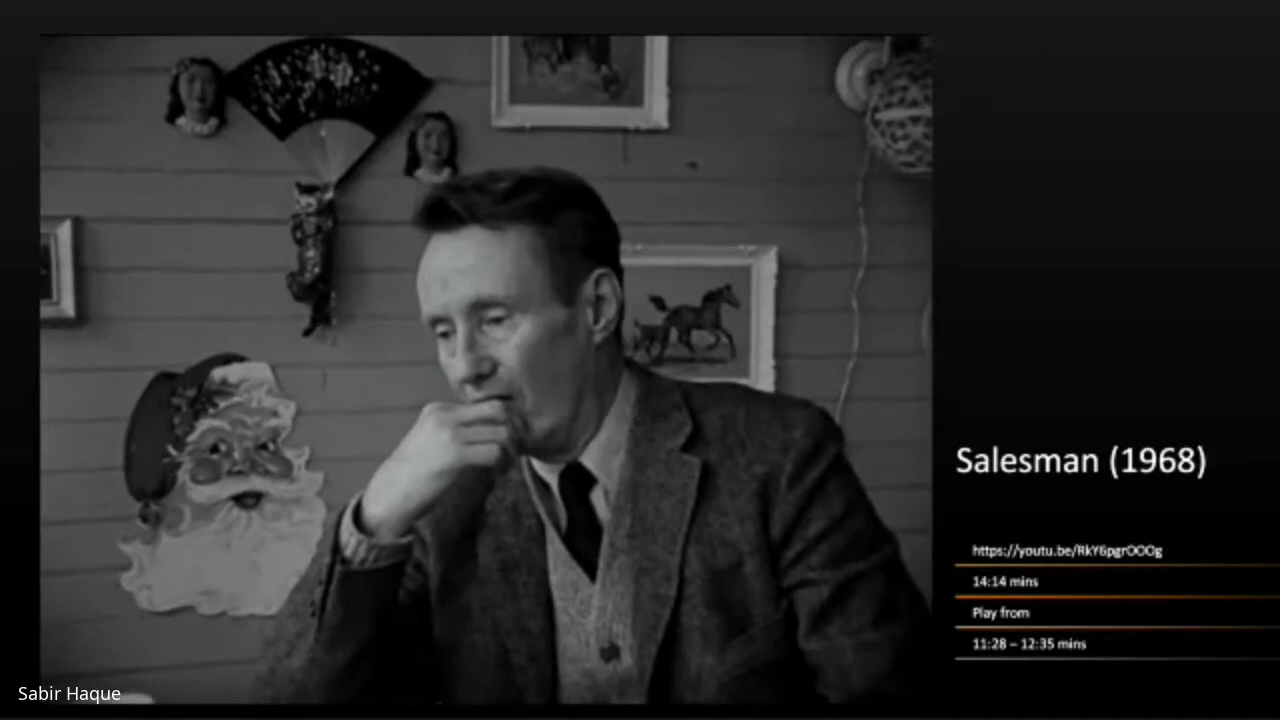 Salesman (1968)
https://youtu.be/RkY6pgrOOOg
14:14 mins
Play from
11:28 – 12:35 mins
Sabir Haque